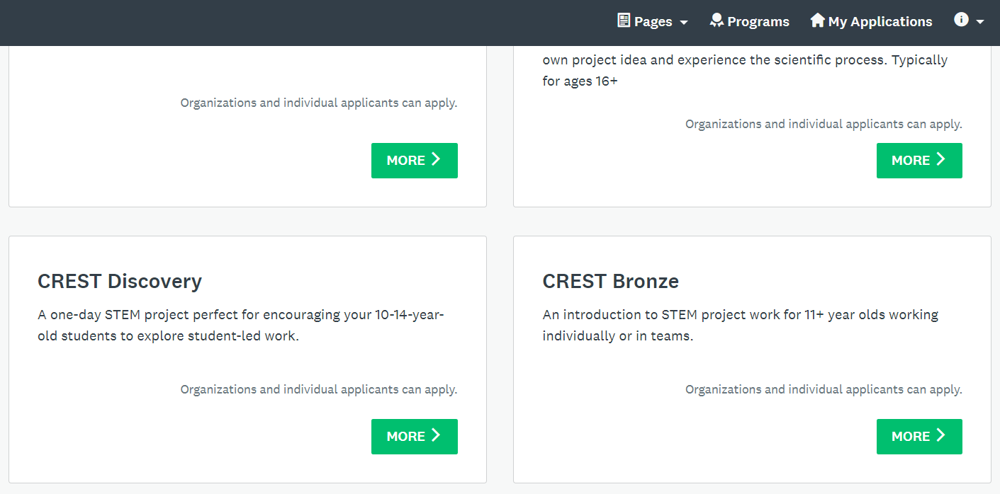 Pages
Programs
My Applications
Organizations and individual applicants can apply.
MORE
own project idea and experience the scientific process. Typically
for ages 16+
Organizations and individual applicants can apply.
MORE
CREST Discovery
A one-day STEM project perfect for encouraging your 10-14-year-
old students to explore student-led work.
Organizations and individual applicants can apply.
MORE
CREST Bronze
An introduction to STEM project work for 11+ year olds working
individually or in teams.
Organizations and individual applicants can apply.
MORE